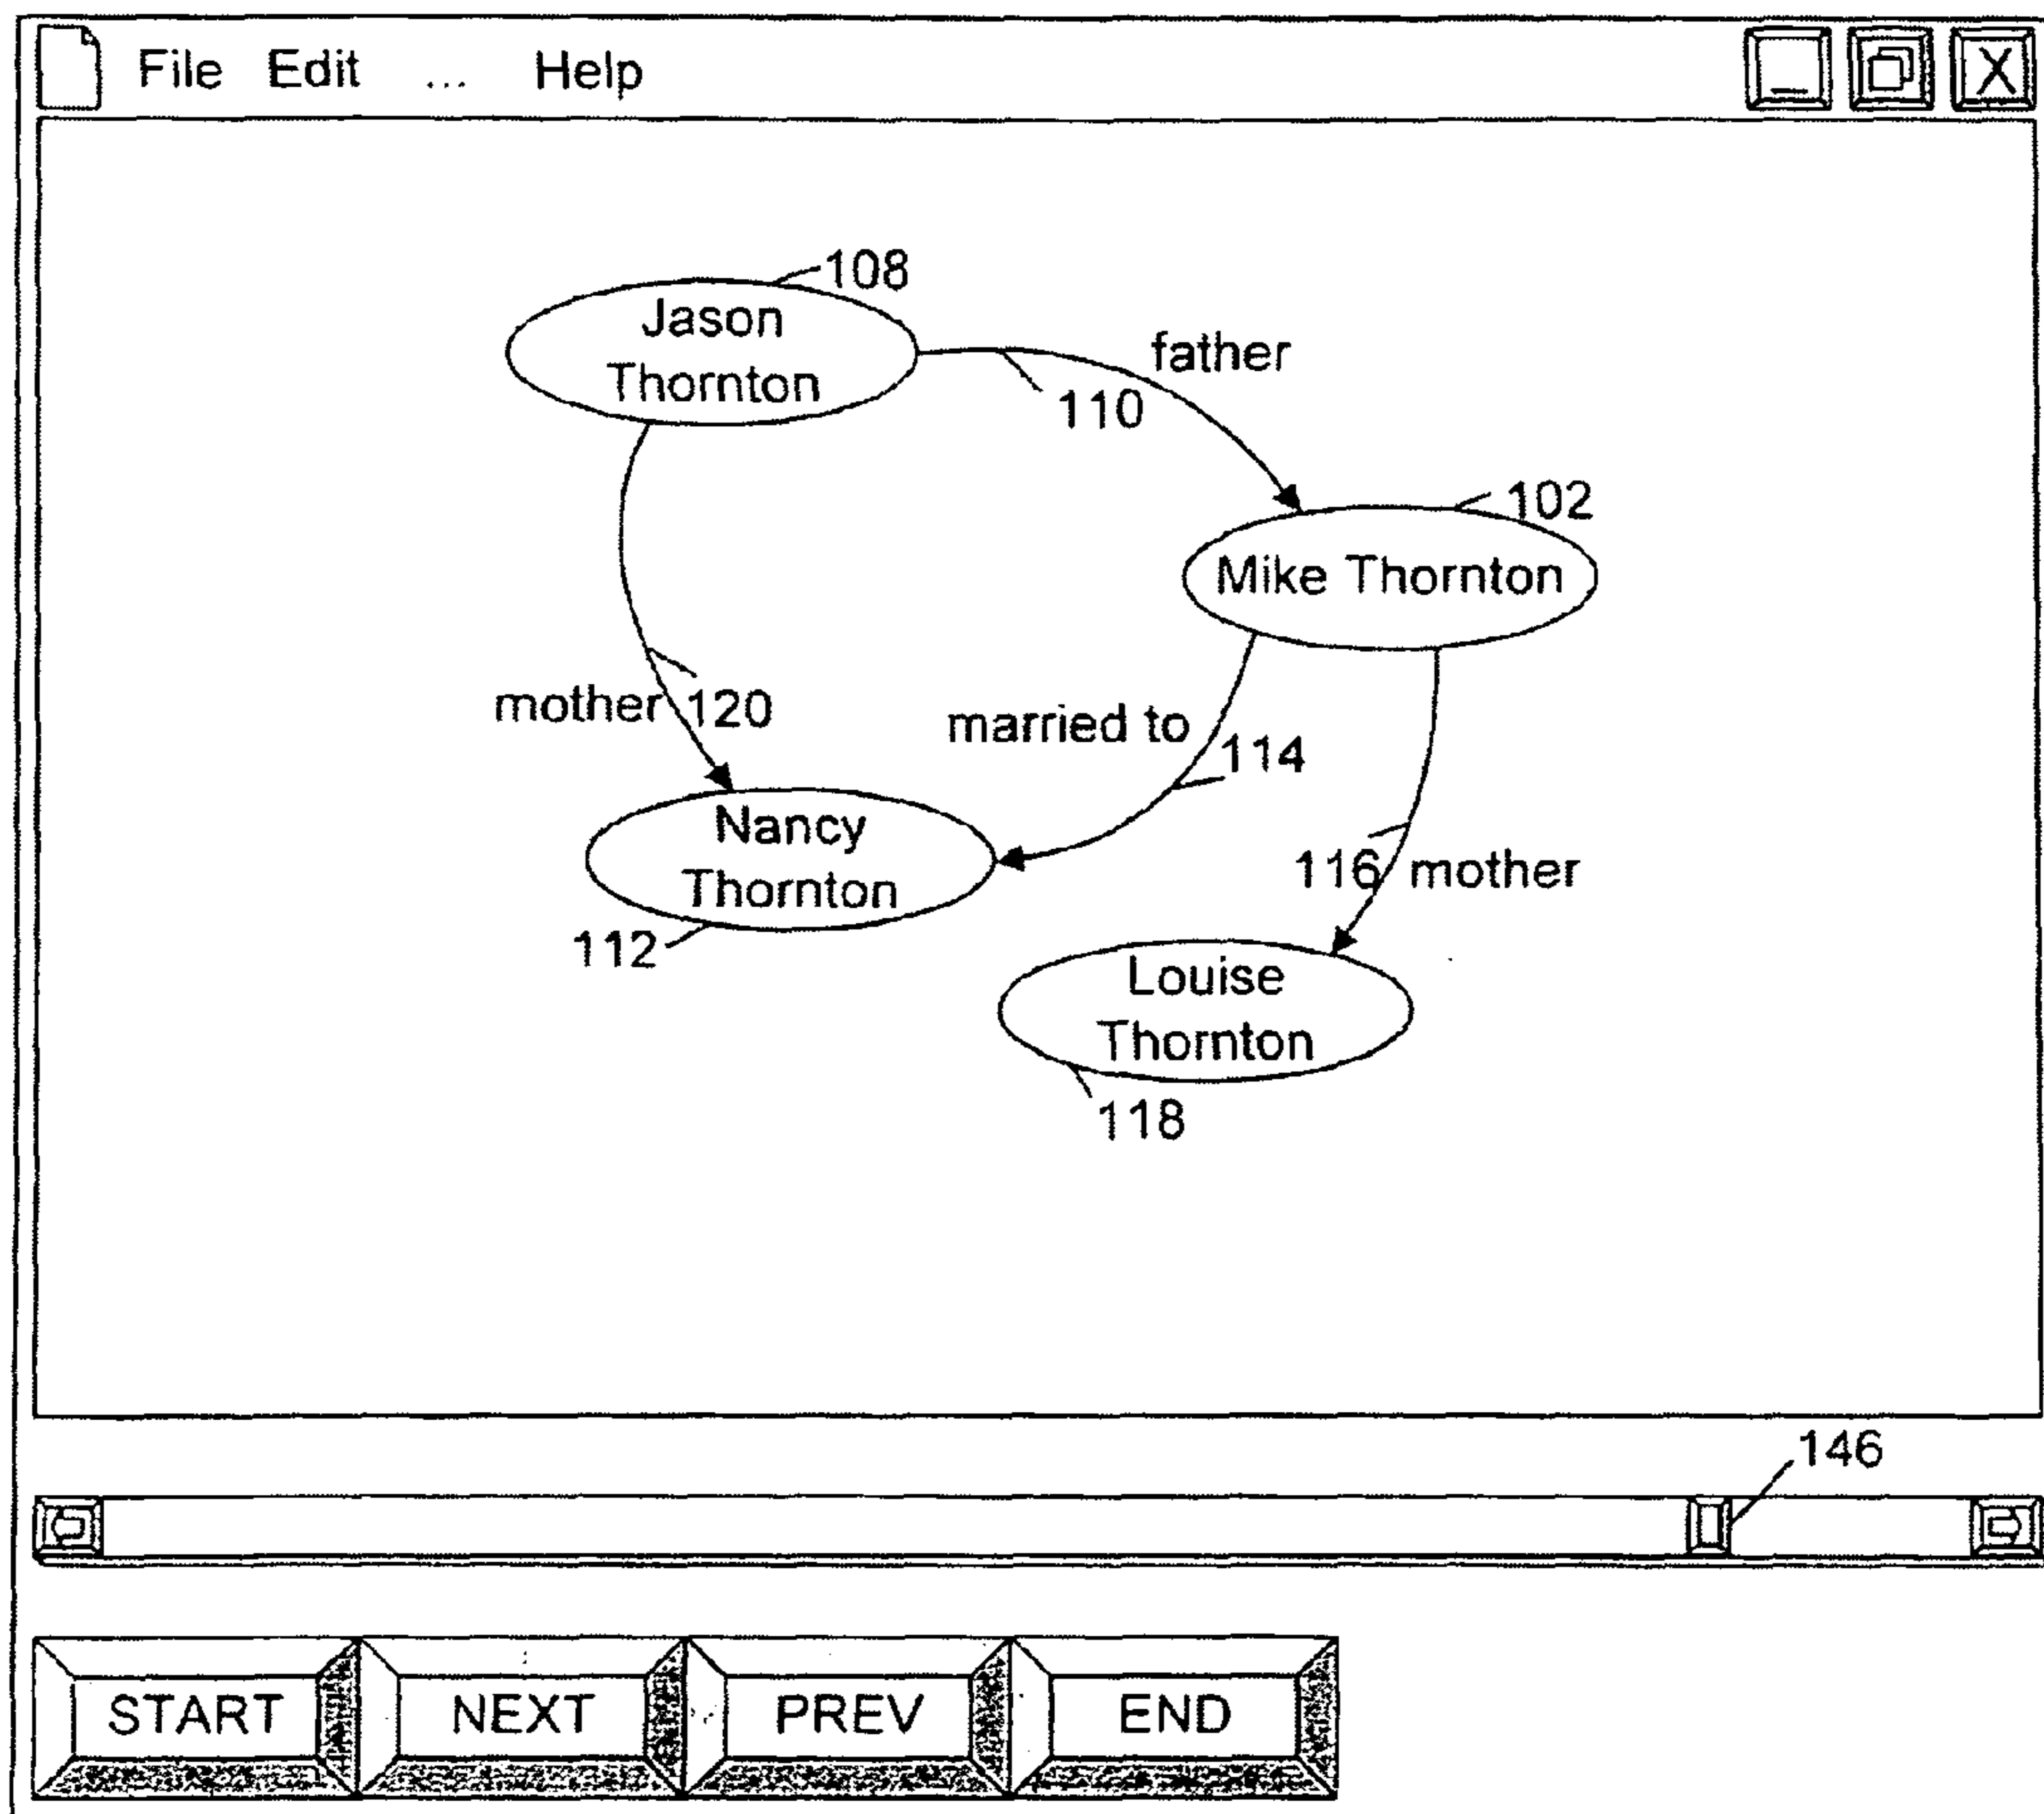 File Edit ... Help
X
108
Jason
Thornton
father
110
102
Mike Thornton
mother 120
married to
114
Nancy
Thornton
112
116 mother
Louise
Thornton
118
146
START NEXT PREV END